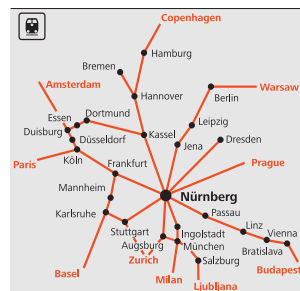 Copenhagen
Hamburg
Bremen
Amsterdam
Hannover
Warsaw
Berlin
Essen
Dortmund
Leipzig
Duisburg
Düsseldorf
Kassel
Dresden
Jena
Paris
Köln
Frankfurt
Prague
Mannheim
Nürnberg
Karlsruhe
Passau
Stuttgart
Ingolstadt
Linz
Vienna
Augsburg
München
Bratislava
Zurich
Salzburg
Basel
Milan
Budapest
Ljubljana